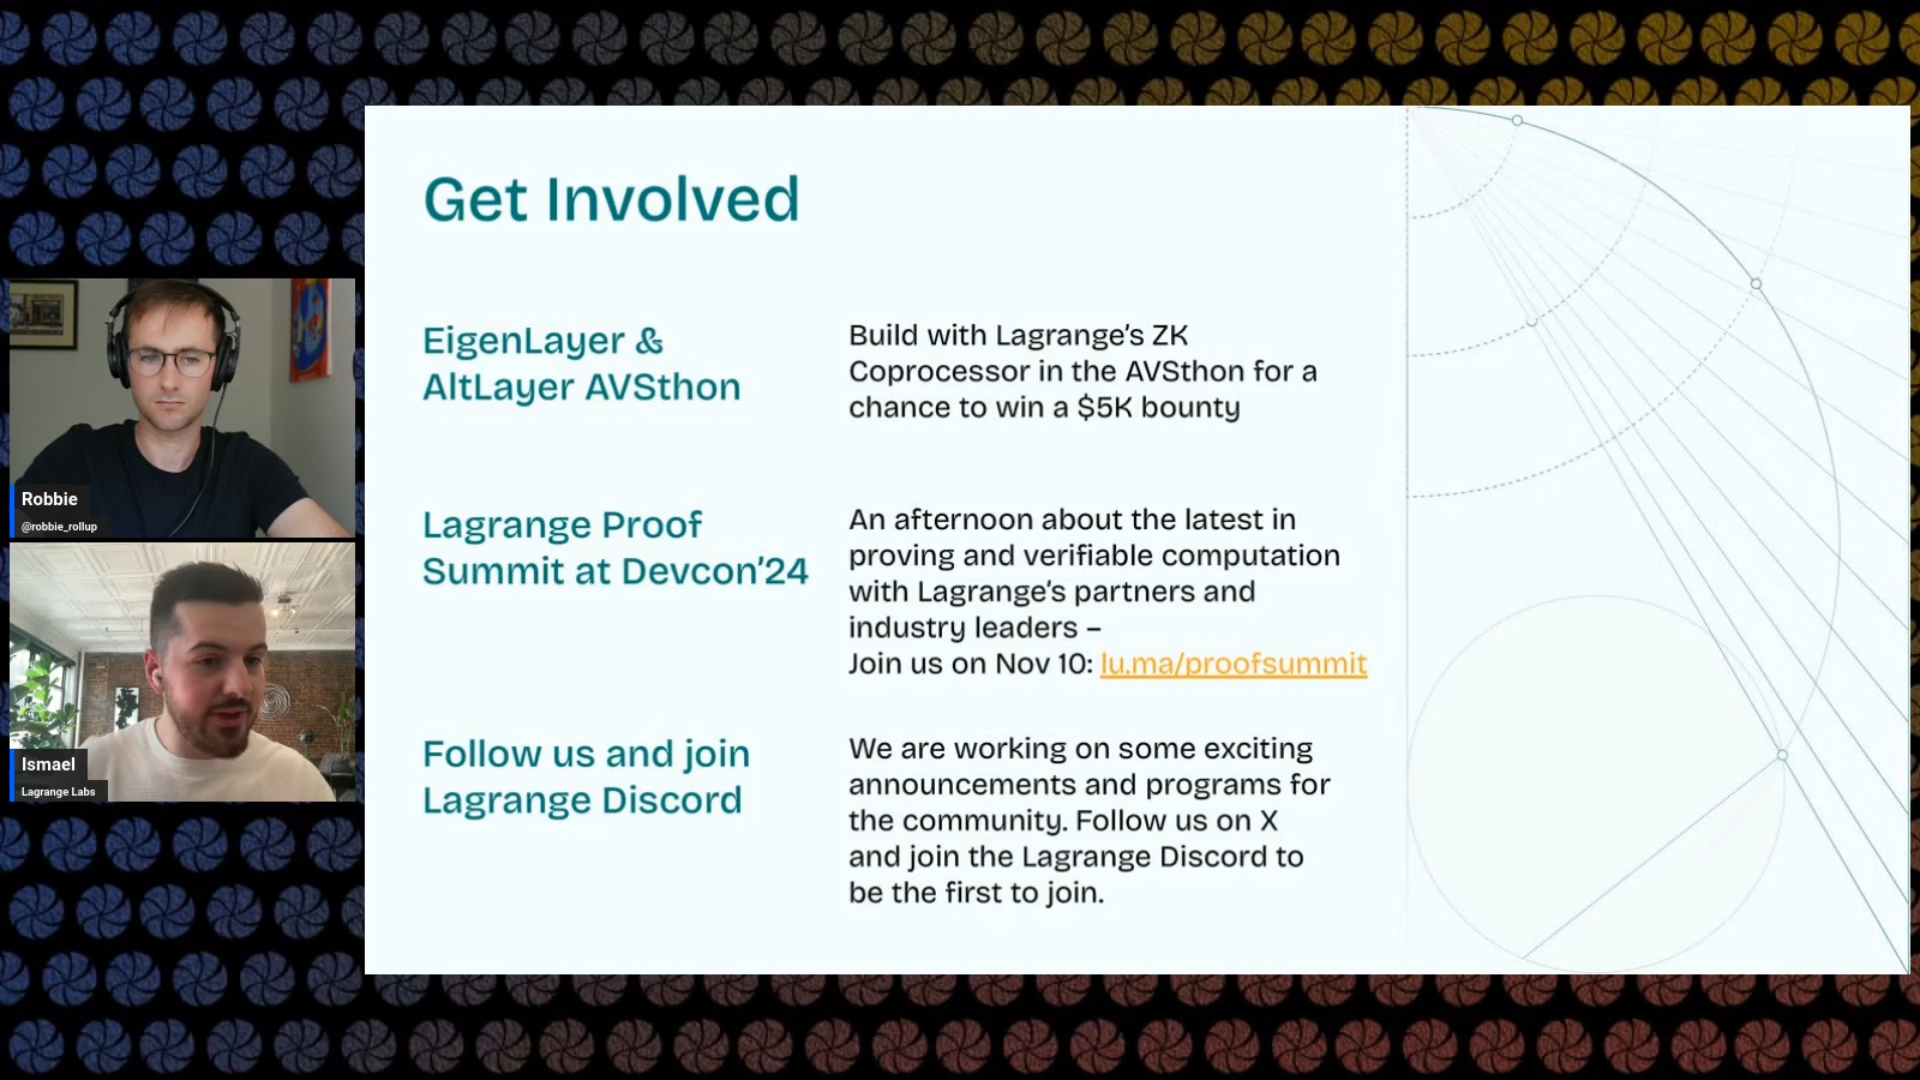 Get Involved
EigenLayer &
AltLayer AVSthon
Build with Lagrange’s ZK
Coprocessor in the AVSthon for a
chance to win a $5K bounty
Lagrange Proof
Summit at Devcon’24
An afternoon about the latest in
proving and verifiable computation
with Lagrange’s partners and
industry leaders –
Join us on Nov 10: lu.ma/proofsummit
Follow us and join
Lagrange Discord
We are working on some exciting
announcements and programs for
the community. Follow us on X
and join the Lagrange Discord to
be the first to join.
Robbie
@robbie_rollup
Ismael
Lagrange Labs